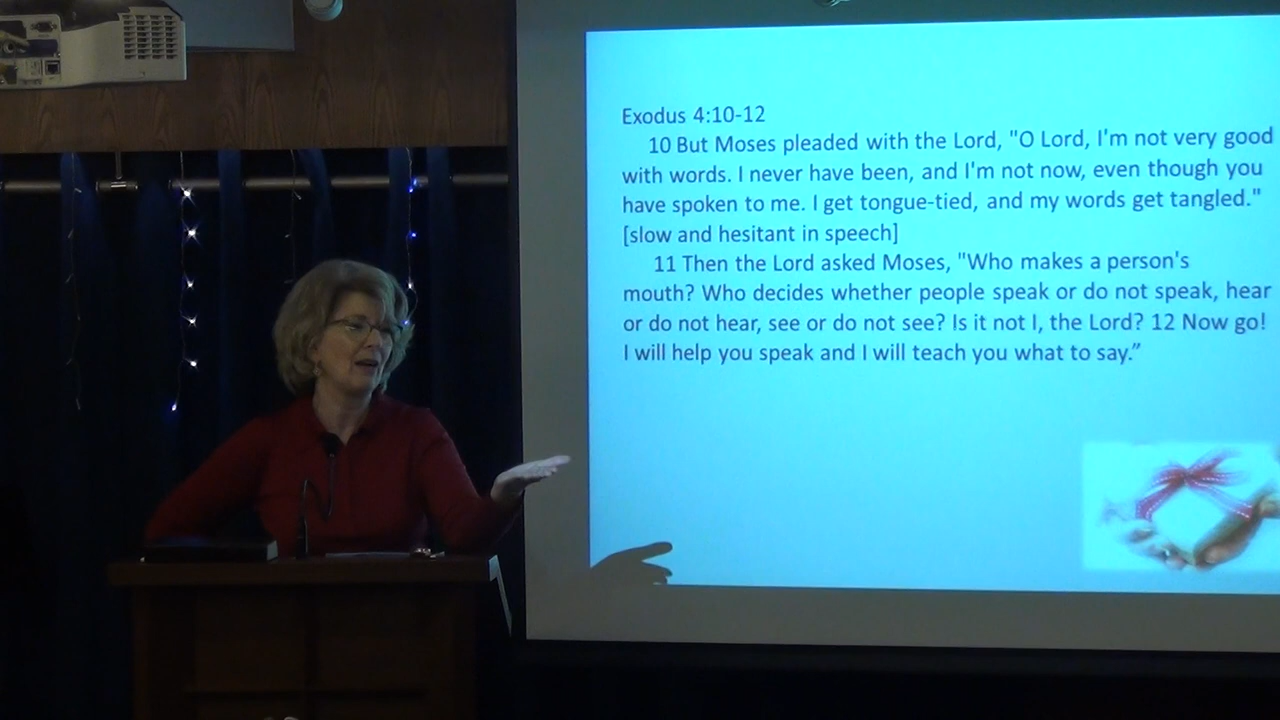 Exodus 4:10-12
10 But Moses pleaded with the Lord, "O Lord, I'm not very good
with words. I never have been, and I'm not now, even though you
have spoken to me. I get tongue-tied, and my words get tangled."
[slow and hesitant in speech]
11 Then the Lord asked Moses, "Who makes a person's
mouth? Who decides whether people speak or do not speak, hear
or do not hear, see or do not see? Is it not I, the Lord? 12 Now go!
I will help you speak and I will teach you what to say.”